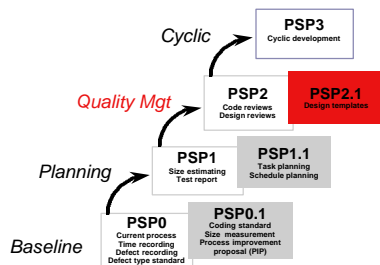 PSP3
Cyclic development
Cyclic
PSP2
Code reviews
Design reviews
PSP2.1
Design templates
Quality Mgt
PSP1
Size estimating
Test report
PSP1.1
Task planning
Schedule planning
Planning
PSP0
Current process
Time recording
Defect recording
Defect type standard
PSP0.1
Coding standard
Size measurement
Process improvement
proposal (PIP)
Baseline